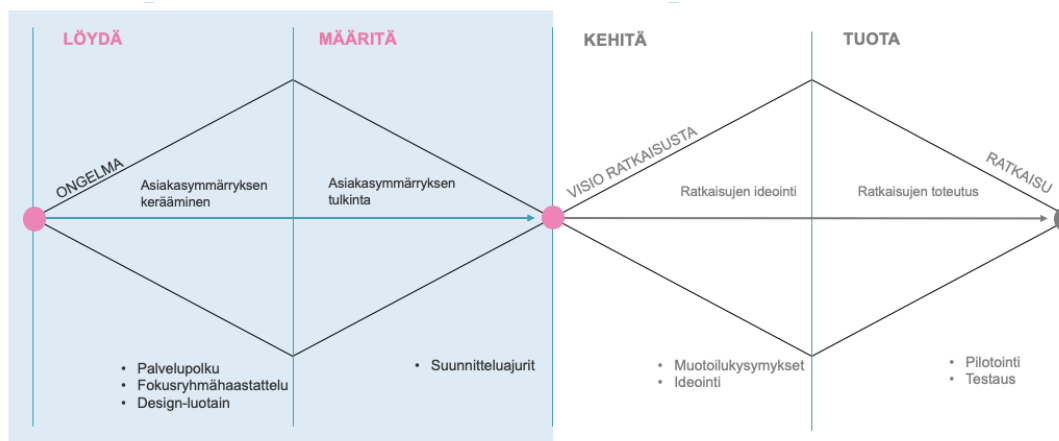 LÖYDÄ
MÄÄRITÄ
KEHITÄ
TUOTA
ONGELMA
Asiakasymmärryksen
kerääminen
Asiakasymmärryksen
tulkinta
VISIO RATKAISUSTA
Ratkaisujen ideointi
Ratkaisujen toteutus
RATKAISU
• Palvelupolku
• Fokusryhmähaastattelu
• Design-luotain
• Suunnitteluajurit
• Muotoilukysymykset
• Ideointi
• Pilotointi
• Testaus